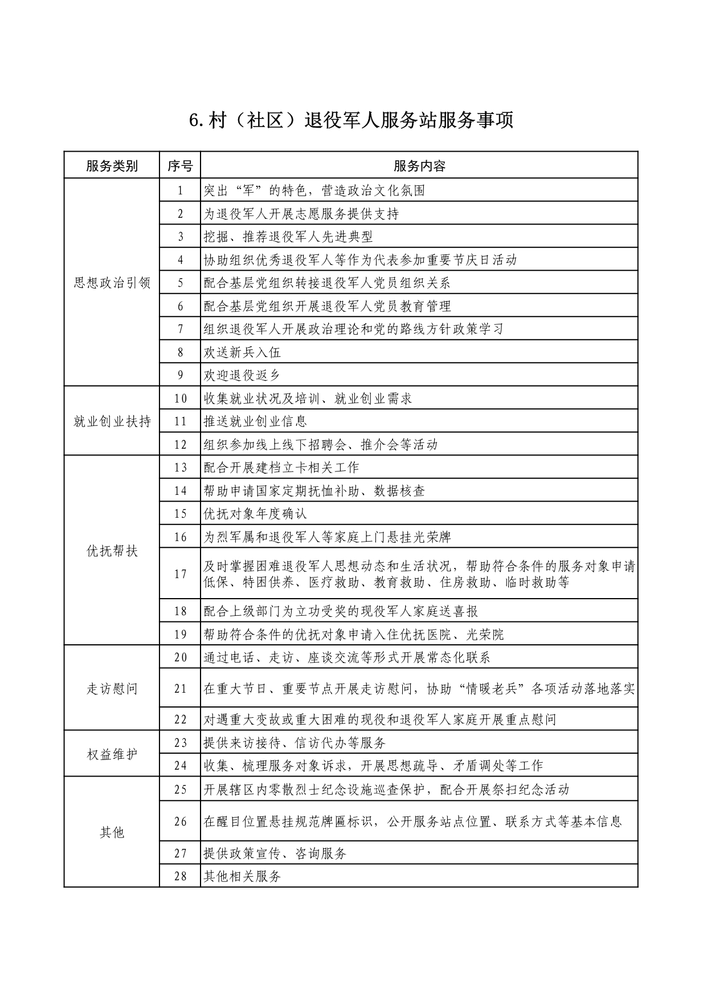 6.村（社区）退役军人服务站服务事项
服务类别 序号 服务内容
思想政治引领
1 突出“军”的特色，营造政治文化氛围
2 为退役军人开展志愿服务提供支持
3 挖掘、推荐退役军人先进典型
4 协助组织优秀退役军人等作为代表参加重要节庆日活动
5 配合基层党组织转接退役军人党员组织关系
6 配合基层党组织开展退役军人党员教育管理
7 组织退役军人开展政治理论和党的路线方针政策学习
8 欢送新兵入伍
9 欢迎退役返乡
就业创业扶持
10 收集就业状况及培训、就业创业需求
11 推送就业创业信息
12 组织参加线上线下招聘会、推介会等活动
优抚帮扶
13 配合开展建档立卡相关工作
14 帮助申请国家定期抚恤补助、数据核查
15 优抚对象年度确认
16 为烈军属和退役军人等家庭上门悬挂光荣牌
17 及时掌握困难退役军人思想动态和生活状况，帮助符合条件的服务对象申请
低保、特困供养、医疗救助、教育救助、住房救助、临时救助等
18 配合上级部门为立功受奖的现役军人家庭送喜报
19 帮助符合条件的优抚对象申请入住优抚医院、光荣院
走访慰问
20 通过电话、走访、座谈交流等形式开展常态化联系
21 在重大节日、重要节点开展走访慰问，协助“情暖老兵”各项活动落地落实
22 对遇重大变故或重大困难的现役和退役军人家庭开展重点慰问
权益维护
23 提供来访接待、信访代办等服务
24 收集、梳理服务对象诉求，开展思想疏导、矛盾调处等工作
其他
25 开展辖区内零散烈士纪念设施巡查保护，配合开展祭扫纪念活动
26 在醒目位置悬挂规范牌匾标识，公开服务站点位置、联系方式等基本信息
27 提供政策宣传、咨询服务
28 其他相关服务